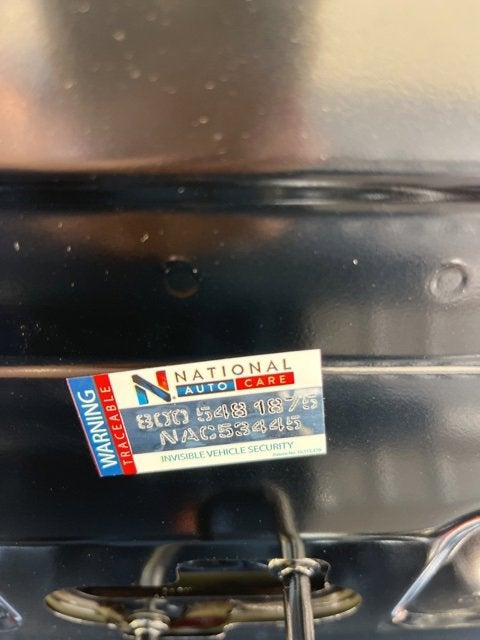 WARNING
TRACEABLE
N. NATIONAL
AUTO CARE
800 548 1875
NAC53445
INVISIBLE VEHICLE SECURITY